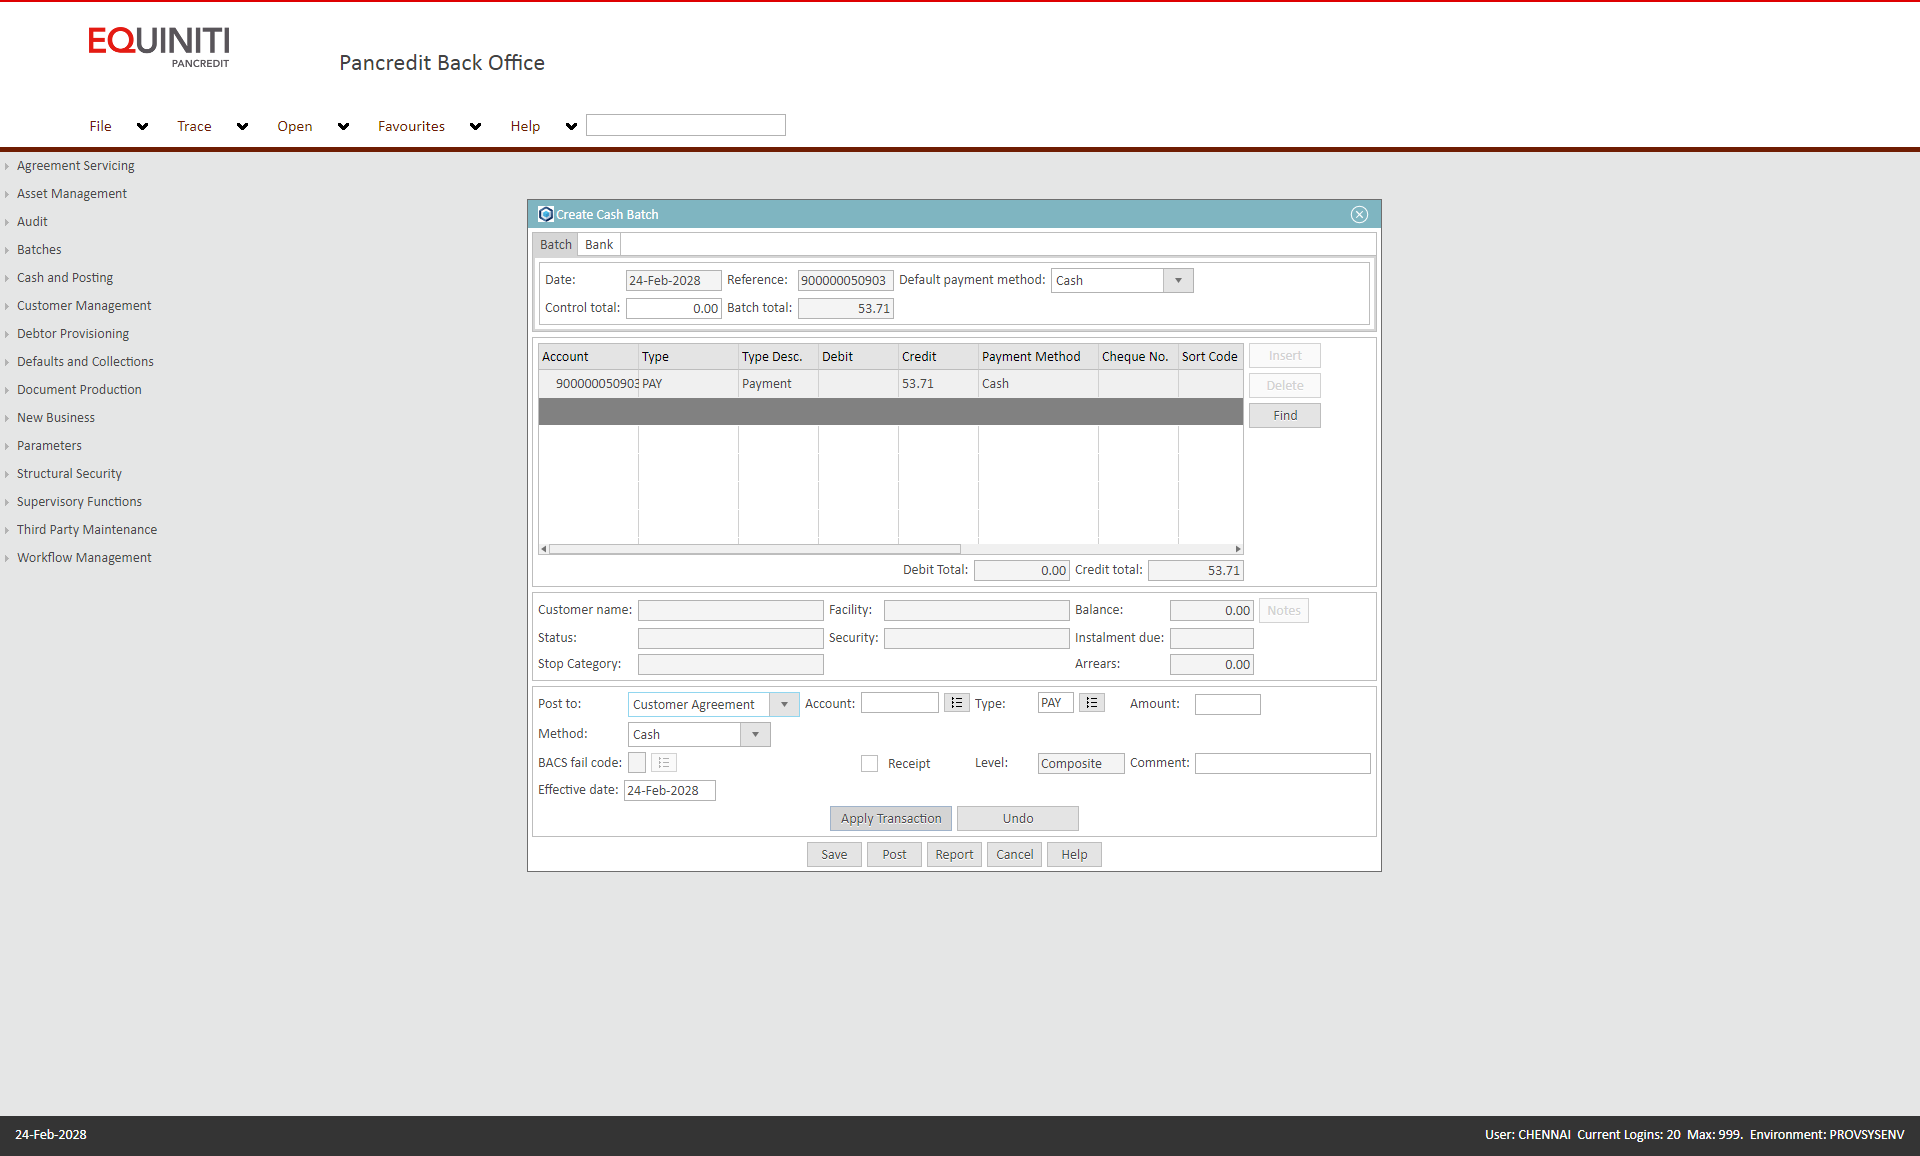 EQUINITI
PANCREDIT
Pancredit Back Office
File Trace Open Favourites Help
Agreement Servicing
Asset Management
Audit
Batches
Cash and Posting
Customer Management
Debtor Provisioning
Defaults and Collections
Document Production
New Business
Parameters
Structural Security
Supervisory Functions
Third Party Maintenance
Workflow Management
Create Cash Batch
Batch Bank
Date: 24-Feb-2028 Reference: 900000050903 Default payment method: Cash
Control total: 0.00 Batch total: 53.71
Account Type Type Desc. Debit Credit Payment Method Cheque No. Sort Code
900000050903 PAY Payment 53.71 Cash
Insert
Delete
Find
Debit Total: 0.00 Credit total: 53.71
Customer name: Facility: Balance: 0.00 Notes
Status: Security: Instalment due:
Stop Category: Arrears: 0.00
Post to: Customer Agreement Account: Type: PAY Amount:
Method: Cash
BACS fail code: Receipt Level: Composite Comment:
Effective date: 24-Feb-2028
Apply Transaction Undo
Save Post Report Cancel Help
24-Feb-2028 User: CHENNAI Current Logins: 20 Max: 999. Environment: PROVSYSENV